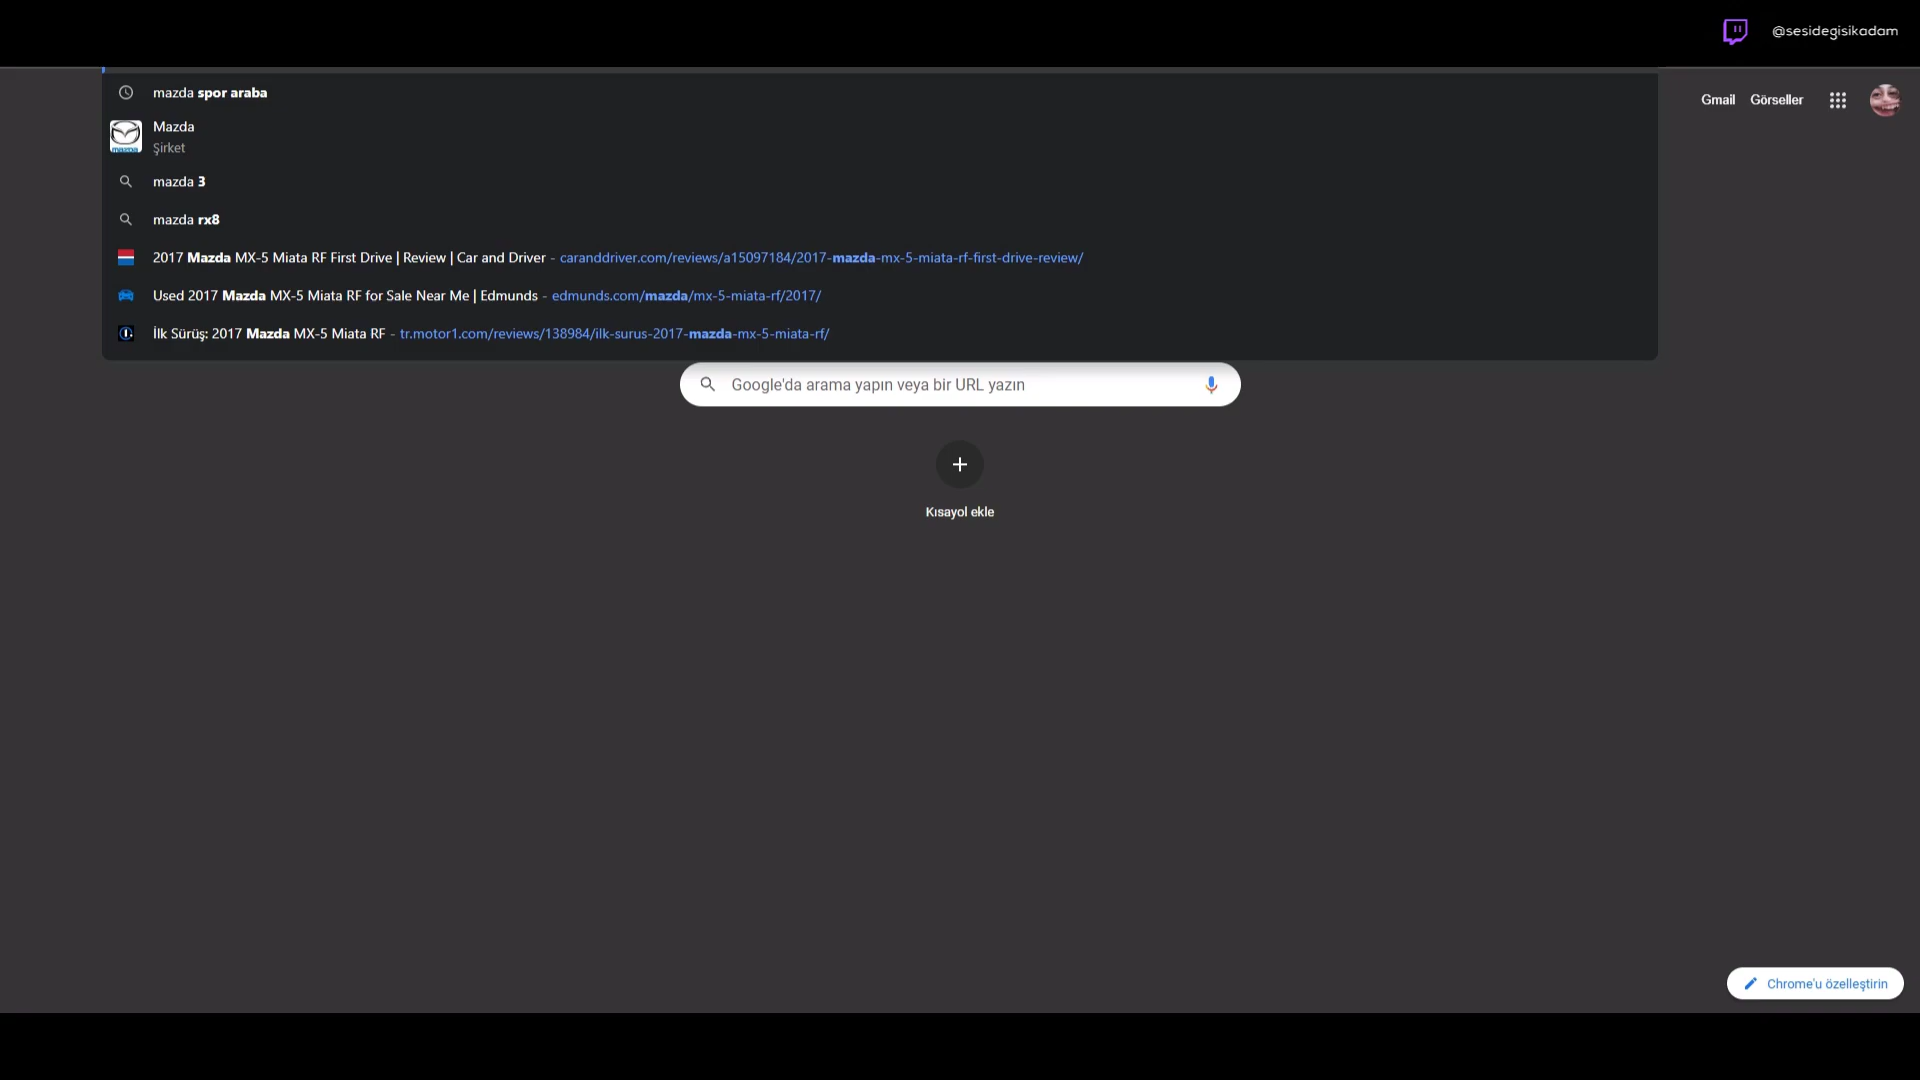 @sesidegisikadam
mazda spor araba
Gmail Görseller
Mazda
Şirket
mazda 3
mazda rx8
2017 Mazda MX-5 Miata RF First Drive | Review | Car and Driver - caranddriver.com/reviews/a15097184/2017-mazda-mx-5-miata-rf-first-drive-review/
Used 2017 Mazda MX-5 Miata RF for Sale Near Me | Edmunds - edmunds.com/mazda/mx-5-miata-rf/2017/
İlk Sürüş: 2017 Mazda MX-5 Miata RF - tr.motor1.com/reviews/138984/ilk-surus-2017-mazda-mx-5-miata-rf/
Google'da arama yapın veya bir URL yazın
Kısayol ekle
Chrome'u özelleştirin